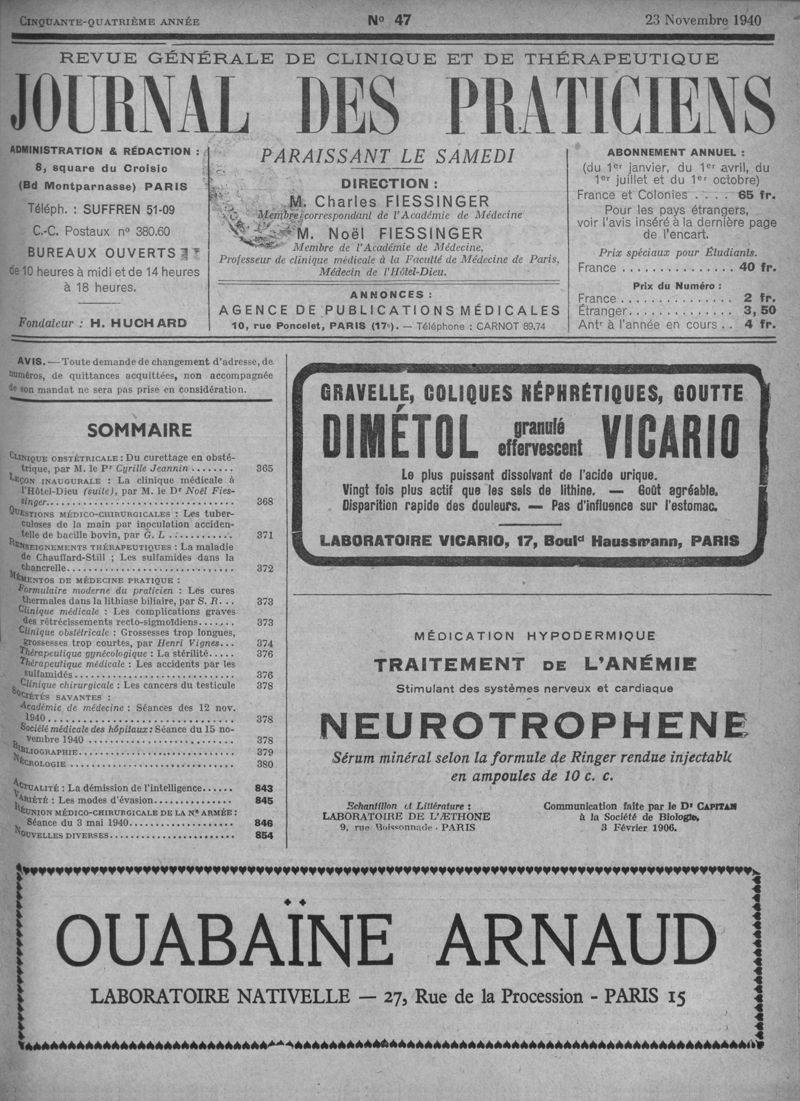 CINQUANTE-QUATRIÈME ANNÉE
No 47
23 Novembre 1940
REVUE GÉNÉRALE DE CLINIQUE ET DE THÉRAPEUTIQUE
JOURNAL DES PRATICIENS
ADMINISTRATION & RÉDACTION :
8, square du Croisic
(Bd Montparnasse) PARIS
Téléph. : SUFFREN 51-09
C.-C. Postaux n° 380.60
BUREAUX OUVERTS
de 10 heures à midi et de 14 heures
à 18 heures.
Fondateur : H. HUCHARD
PARAISSANT LE SAMEDI
DIRECTION :
M. Charles FIESSINGER
Membre correspondant de l'Académie de Médecine
M. Noël FIESSINGER
Membre de l'Académie de Médecine,
Professeur de clinique médicale à la Faculté de Médecine de Paris,
Médecin de l'Hôtel-Dieu.
ANNONCES :
AGENCE DE PUBLICATIONS MÉDICALES
10, rue Poncelet, PARIS (17e). — Téléphone : CARNOT 89.74
ABONNEMENT ANNUEL :
(du 1er janvier, du 1er avril, du
1er juillet et du 1er octobre)
France et Colonies . . . . 65 fr.
Pour les pays étrangers,
voir l'avis inséré à la dernière page
de l'encart.
Prix spéciaux pour Étudiants.
France . . . . . . . . . . . . . 40 fr.
Prix du Numéro :
France . . . . . . . . . . . . . 2 fr.
Étranger . . . . . . . . . . . . 3, 50
Antr à l'année en cours . . 4 fr.
AVIS. — Toute demande de changement d'adresse, de
numéros, de quittances acquittées, non accompagnée
de son mandat ne sera pas prise en considération.
SOMMAIRE
CLINIQUE OBSTÉTRICALE : Du curettage en obsté-
trique, par M. le Pr Cyrille Jeannin ........ 365
LEÇON INAUGURALE : La clinique médicale à
l'Hôtel-Dieu (suite), par M. le Dr Noël Fies-
singer ........ 368
QUESTIONS MÉDICO-CHIRURGICALES : Les tuber-
culoses de la main par inoculation acciden-
telle de bacille bovin, par G. L. ........ 371
RENSEIGNEMENTS THÉRAPEUTIQUES : La maladie
de Chauffard-Still ; Les sulfamides dans la
chancrelle ........ 372
MÉMENTOS DE MÉDECINE PRATIQUE :
Formulaire moderne du praticien : Les cures
thermales dans la lithiase biliaire, par S. R. . . 373
Clinique médicale : Les complications graves
des rétrécissements recto-sigmoïdiens ....... 373
Clinique obstétricale : Grossesses trop longues,
grossesses trop courtes, par Henri Vignes... 374
Thérapeutique gynécologique : La stérilité ..... 376
Thérapeutique médicale : Les accidents par les
sulfamidés ........ 376
Clinique chirurgicale : Les cancers du testicule 378
SOCIÉTÉS SAVANTES :
Académie de médecine : Séances des 12 nov.
1940 ........ 378
Société médicale des hôpitaux : Séance du 15 no-
vembre 1940 ........ 378
BIBLIOGRAPHIE ........ 379
NÉCROLOGIE ........ 380
ACTUALITÉ : La démission de l'intelligence ...... 843
VARIÉTÉ : Les modes d'évasion ........ 845
RÉUNION MÉDICO-CHIRURGICALE DE LA Ne ARMÉE :
Séance du 3 mai 1940 ........ 846
NOUVELLES DIVERSES ........ 854
GRAVELLE, COLIQUES NÉPHRÉTIQUES, GOUTTE
DIMÉTOL granulé effervescent VICARIO
Le plus puissant dissolvant de l'acide urique.
Vingt fois plus actif que les sels de lithine. — Goût agréable.
Disparition rapide des douleurs. — Pas d'influence sur l'estomac.
LABORATOIRE VICARIO, 17, Bould Haussmann, PARIS
MÉDICATION HYPODERMIQUE
TRAITEMENT DE L'ANÉMIE
Stimulant des systèmes nerveux et cardiaque
NEUROTROPHENE
Sérum minéral selon la formule de Ringer rendue injectable
en ampoules de 10 c. c.
Echantillon et Littérature :
LABORATOIRE DE L'ÆTHONE
9, rue Boissonnade - PARIS
Communication faite par le Dr CAPITAN
à la Société de Biologie,
3 Février 1906.
OUABAÏNE ARNAUD
LABORATOIRE NATIVELLE — 27, Rue de la Procession - PARIS 15